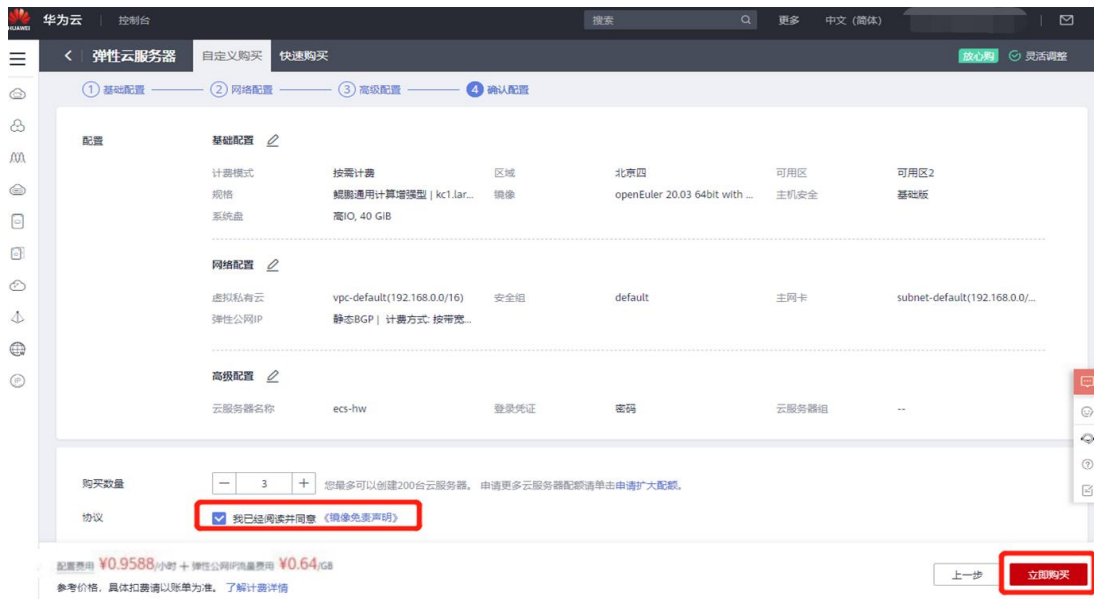 HUAWEI 华为云 控制台 搜索 更多 中文 (简体)
弹性云服务器 自定义购买 快速购买 放心购 灵活调整
1 基础配置 2 网络配置 3 高级配置 4 确认配置
配置 基础配置
计费模式 按需计费 区域 北京四 可用区 可用区2
规格 鲲鹏通用计算增强型 | kc1.lar... 镜像 openEuler 20.03 64bit with ... 主机安全 基础版
系统盘 高IO, 40 GiB
网络配置
虚拟私有云 vpc-default(192.168.0.0/16) 安全组 default 主网卡 subnet-default(192.168.0.0/...
弹性公网IP 静态BGP | 计费方式: 按带宽...
高级配置
云服务器名称 ecs-hw 登录凭证 密码 云服务器组 --
购买数量 3 您最多可以创建200台云服务器。 申请更多云服务器配额请单击申请扩大配额。
协议 我已经阅读并同意 《镜像免责声明》
配置费用 ¥0.9588/小时 + 弹性公网IP流量费用 ¥0.64/GB
参考价格，具体扣费请以账单为准。 了解计费详情
上一步 立即购买